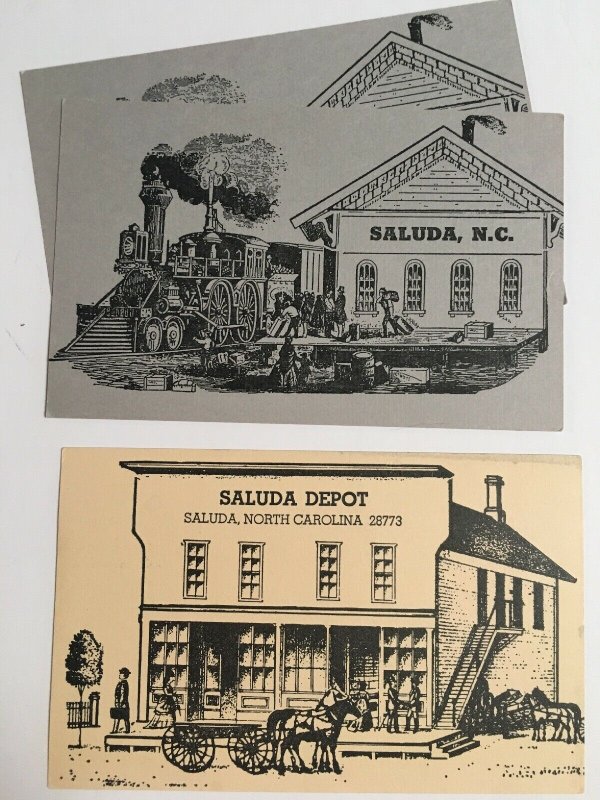 SALUDA, N.C.
SALUDA DEPOT
SALUDA, NORTH CAROLINA 28773